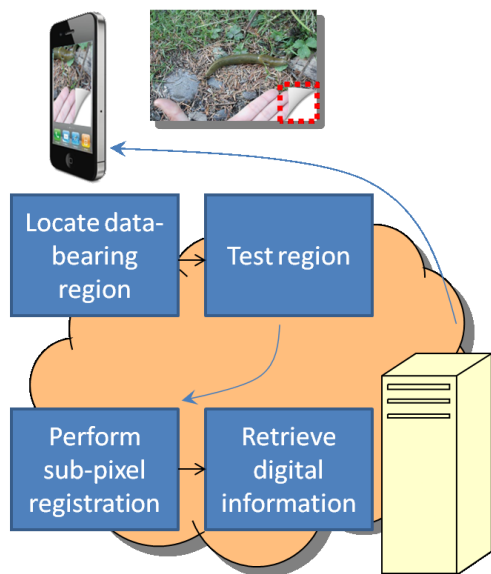 Locate data-
bearing
region
Test region
Perform
sub-pixel
registration
Retrieve
digital
information